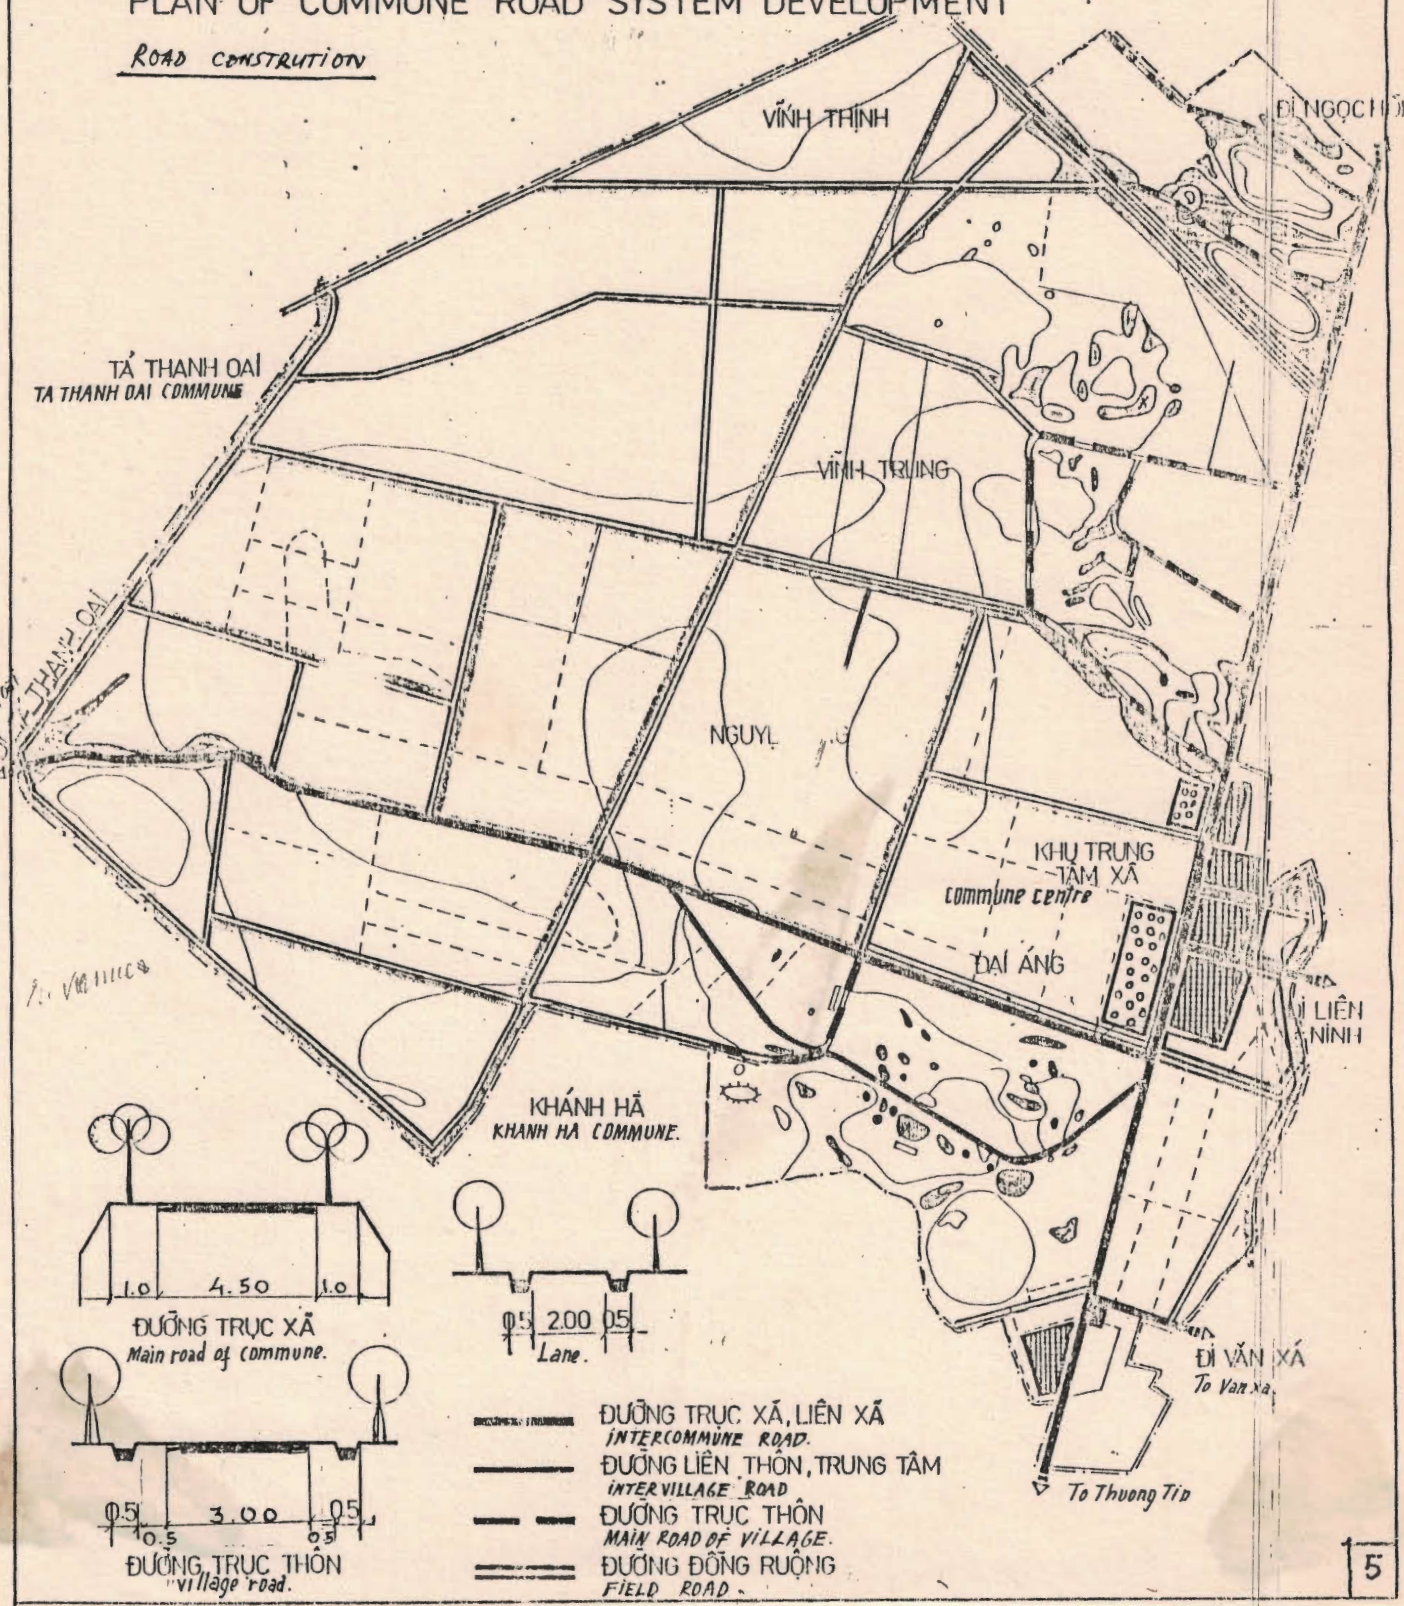 PLAN OF COMMUNE ROAD SYSTEM DEVELOPMENT
ROAD CONSTRUTION
VĨNH THỊNH
ĐI NGỌC HỒI
TẢ THANH OAI
TA THANH OAI COMMUNE
VĨNH TRUNG
THANH OAI
KHU TRUNG
TÂM XÃ
commune centre
ĐẠI ÁNG
ĐI LIÊN
NINH
KHÁNH HÀ
KHANH HA COMMUNE.
1.0 4.50 1.0
ĐƯỜNG TRỤC XÃ
Main road of commune.
0.5 2.00 0.5
Lane.
ĐI VĂN XÁ
To Van xa.
0.5 3.00 0.5
0.5 0.5
ĐƯỜNG TRỤC THÔN
village road.
ĐƯỜNG TRỤC XÃ, LIÊN XÃ
INTERCOMMUNE ROAD.
ĐƯỜNG LIÊN THÔN, TRUNG TÂM
INTERVILLAGE ROAD
ĐƯỜNG TRỤC THÔN
MAIN ROAD OF VILLAGE.
ĐƯỜNG ĐỒNG RUỘNG
FIELD ROAD.
To Thuong Tip
5